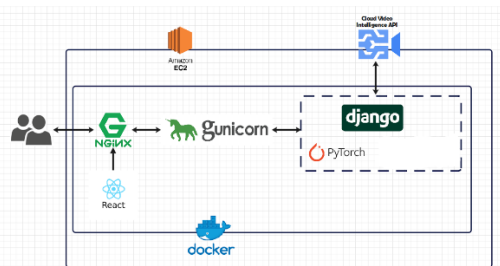 Cloud Video
Intelligence API
Amazon
EC2
NGiNX
gunicorn
django
PyTorch
React
docker